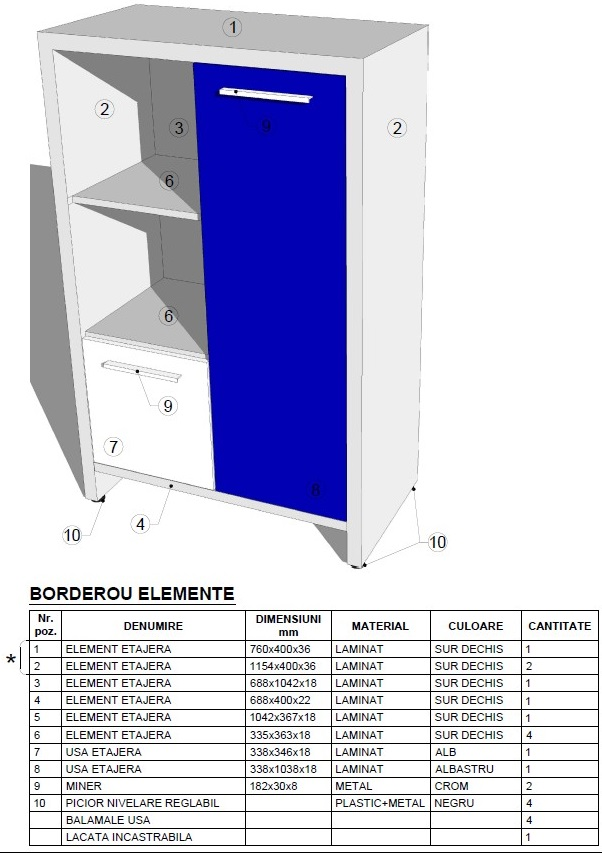 1
2
3
9
2
6
6
9
7
8
10
4
10
BORDEROU ELEMENTE
Nr. poz. DENUMIRE DIMENSIUNI mm MATERIAL CULOARE CANTITATE
1 ELEMENT ETAJERA 760x400x36 LAMINAT SUR DECHIS 1
* 2 ELEMENT ETAJERA 1154x400x36 LAMINAT SUR DECHIS 2
3 ELEMENT ETAJERA 688x1042x18 LAMINAT SUR DECHIS 1
4 ELEMENT ETAJERA 688x400x22 LAMINAT SUR DECHIS 1
5 ELEMENT ETAJERA 1042x367x18 LAMINAT SUR DECHIS 1
6 ELEMENT ETAJERA 335x363x18 LAMINAT SUR DECHIS 4
7 USA ETAJERA 338x346x18 LAMINAT ALB 1
8 USA ETAJERA 338x1038x18 LAMINAT ALBASTRU 1
9 MINER 182x30x8 METAL CROM 2
10 PICIOR NIVELARE REGLABIL PLASTIC+METAL NEGRU 4
BALAMALE USA 4
LACATA INCASTRABILA 1